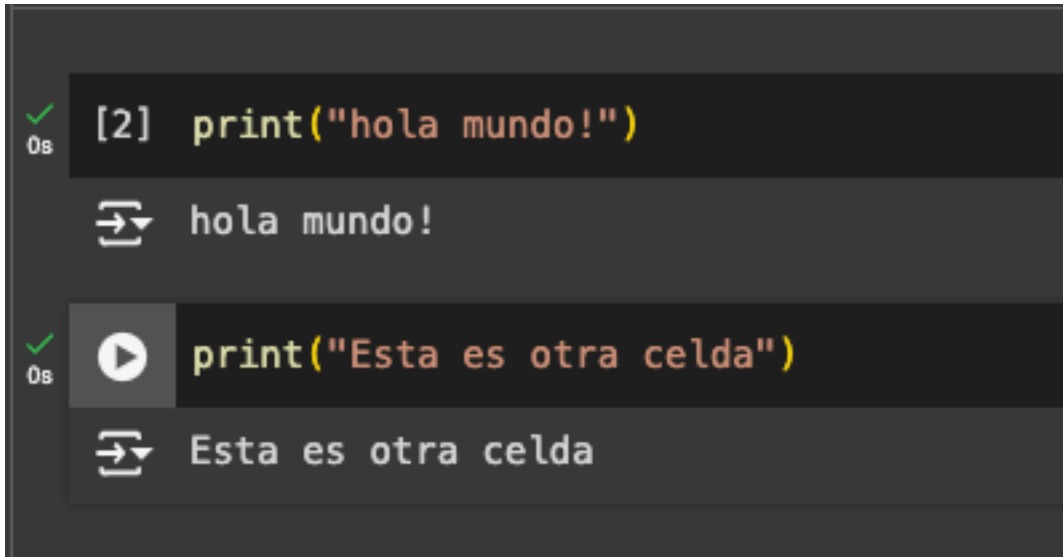 [2] print("hola mundo!")
0s
hola mundo!
print("Esta es otra celda")
0s
Esta es otra celda